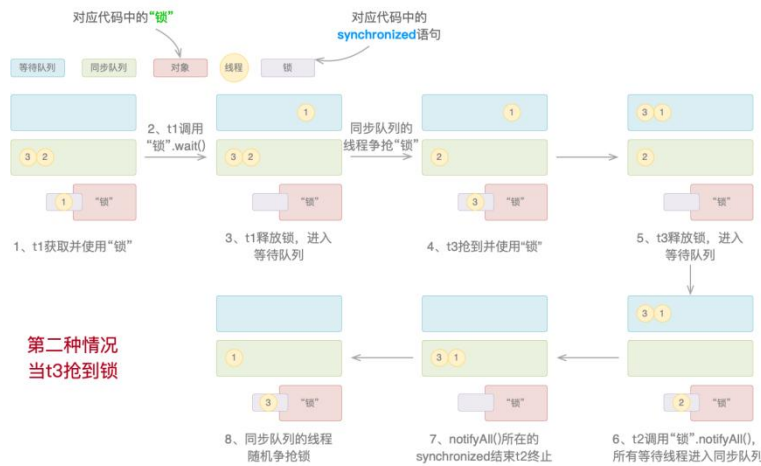 对应代码中的“锁”
对应代码中的
synchronized语句
等待队列
同步队列
对象
线程
锁
1
3 2
2、t1调用
“锁”.wait()
3 2
同步队列的
线程争抢“锁”
1
2
3 1
2
1
“锁”
“锁”
3
“锁”
“锁”
1、t1获取并使用“锁”
3、t1释放锁，进入
等待队列
4、t3抢到并使用“锁”
5、t3释放锁，进入
等待队列
3 1
第二种情况
当t3抢到锁
1
3 1
3
“锁”
“锁”
2
“锁”
8、同步队列的线程
随机争抢锁
7、notifyAll()所在的
synchronized结束t2终止
6、t2调用“锁”.notifyAll()，
所有等待线程进入同步队列